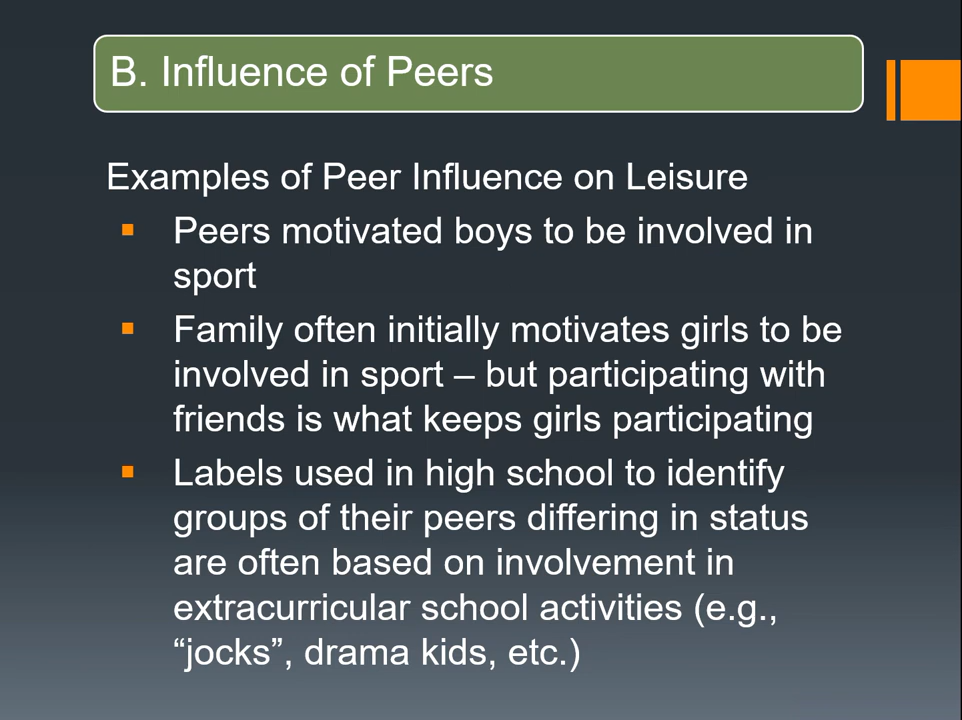 B. Influence of Peers
Examples of Peer Influence on Leisure
▪ Peers motivated boys to be involved in
sport
▪ Family often initially motivates girls to be
involved in sport – but participating with
friends is what keeps girls participating
▪ Labels used in high school to identify
groups of their peers differing in status
are often based on involvement in
extracurricular school activities (e.g.,
“jocks”, drama kids, etc.)